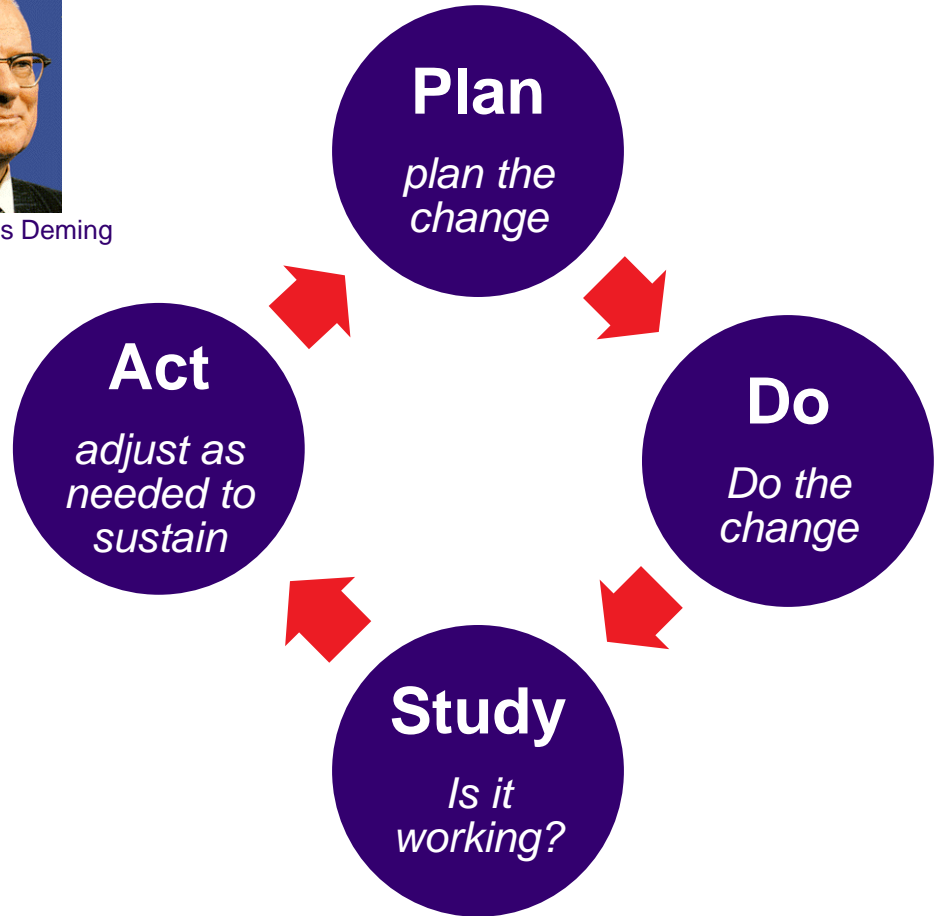 s Deming
Plan
plan the
change
Do
Do the
change
Study
Is it
working?
Act
adjust as
needed to
sustain